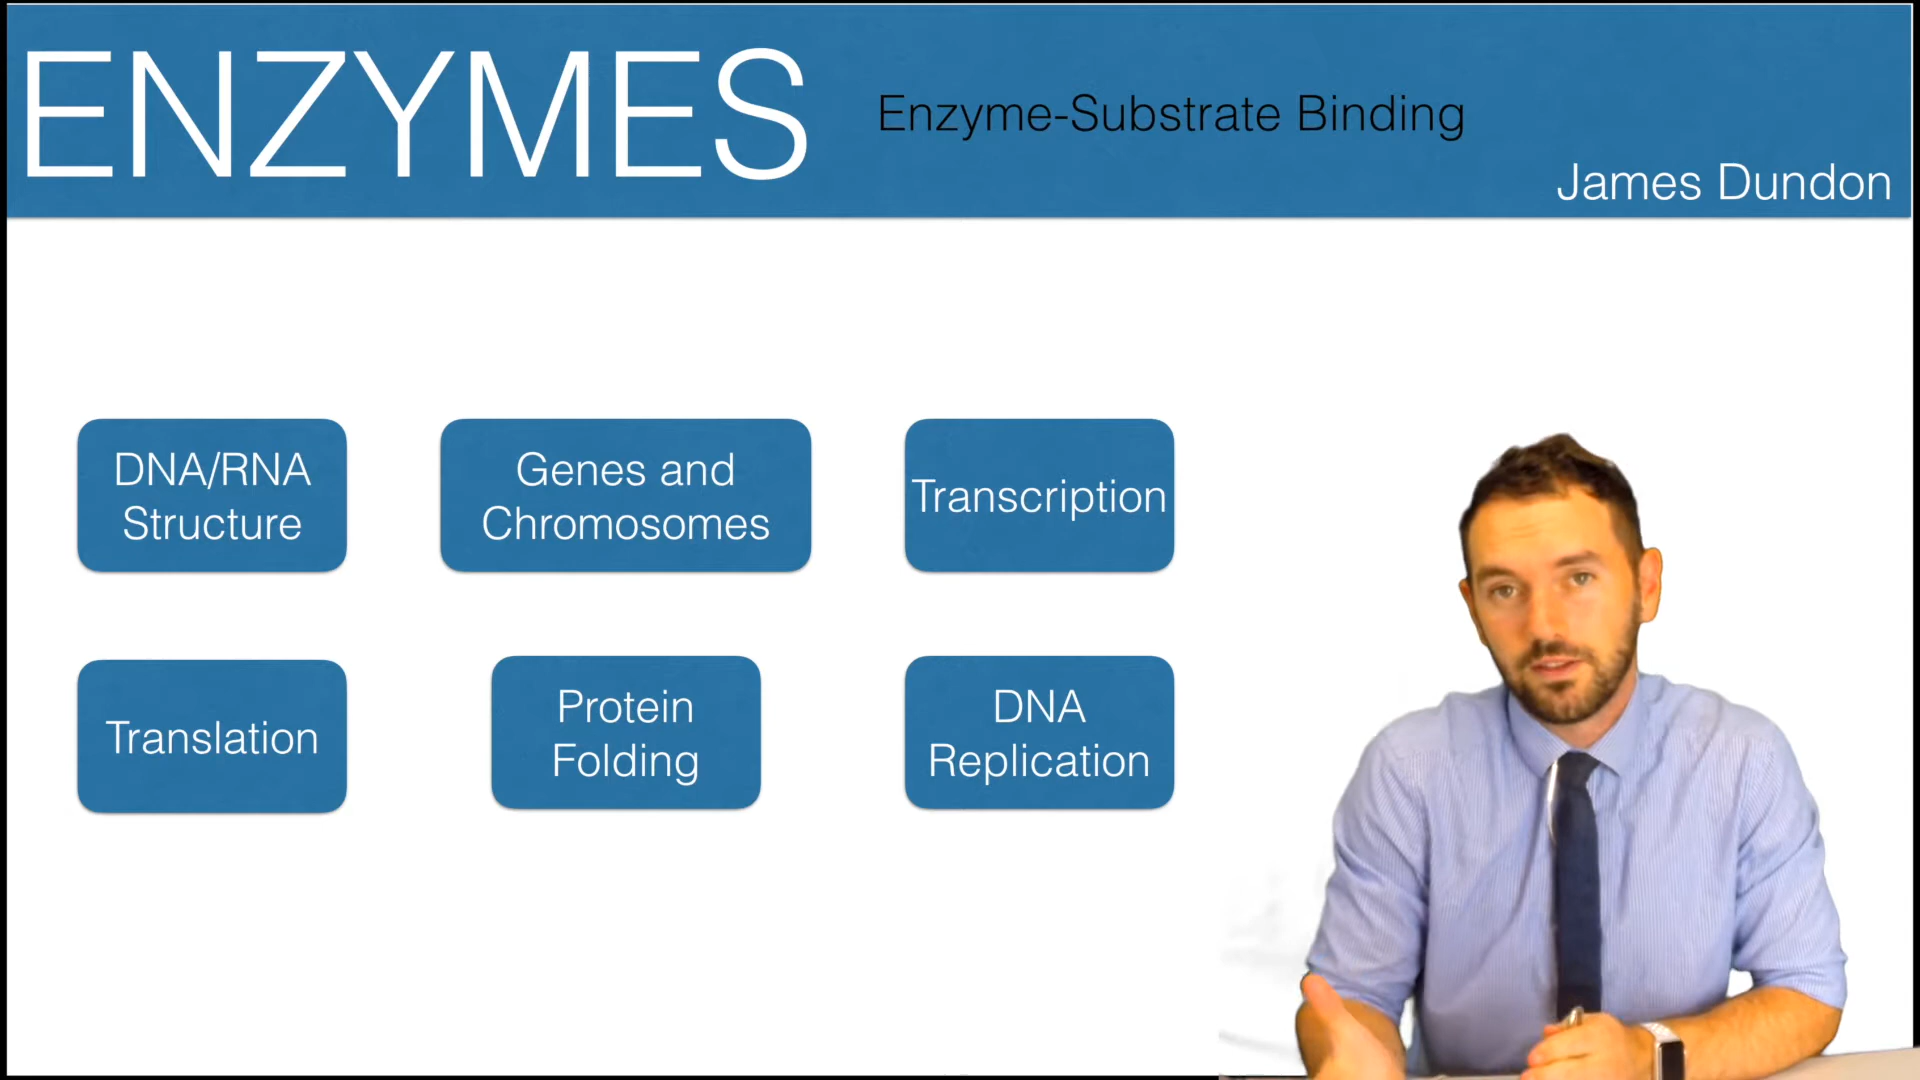 ENZYMES
Enzyme-Substrate Binding
James Dundon
DNA/RNA
Structure
Genes and
Chromosomes
Transcription
Translation
Protein
Folding
DNA
Replication